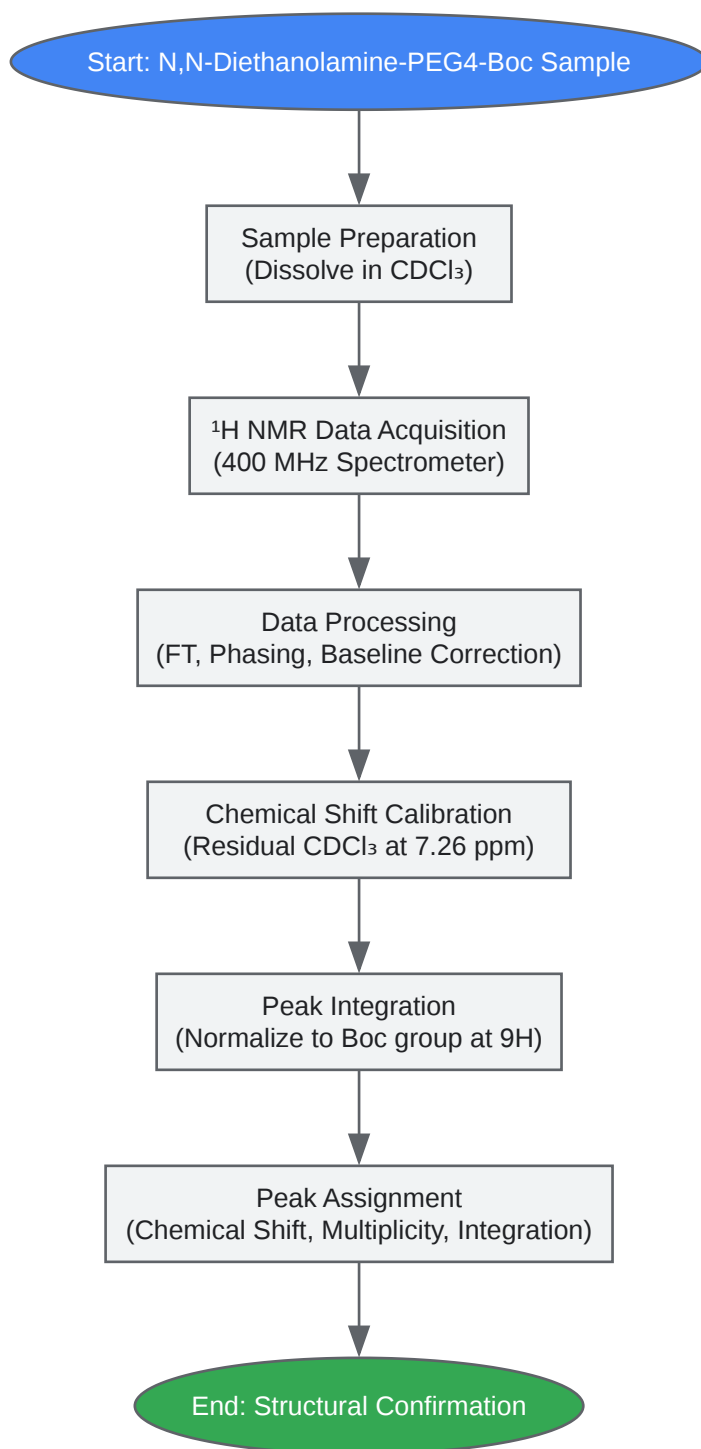 Start: N,N-Diethanolamine-PEG4-Boc Sample
Sample Preparation
(Dissolve in CDCl₃)
¹H NMR Data Acquisition
(400 MHz Spectrometer)
Data Processing
(FT, Phasing, Baseline Correction)
Chemical Shift Calibration
(Residual CDCl₃ at 7.26 ppm)
Peak Integration
(Normalize to Boc group at 9H)
Peak Assignment
(Chemical Shift, Multiplicity, Integration)
End: Structural Confirmation